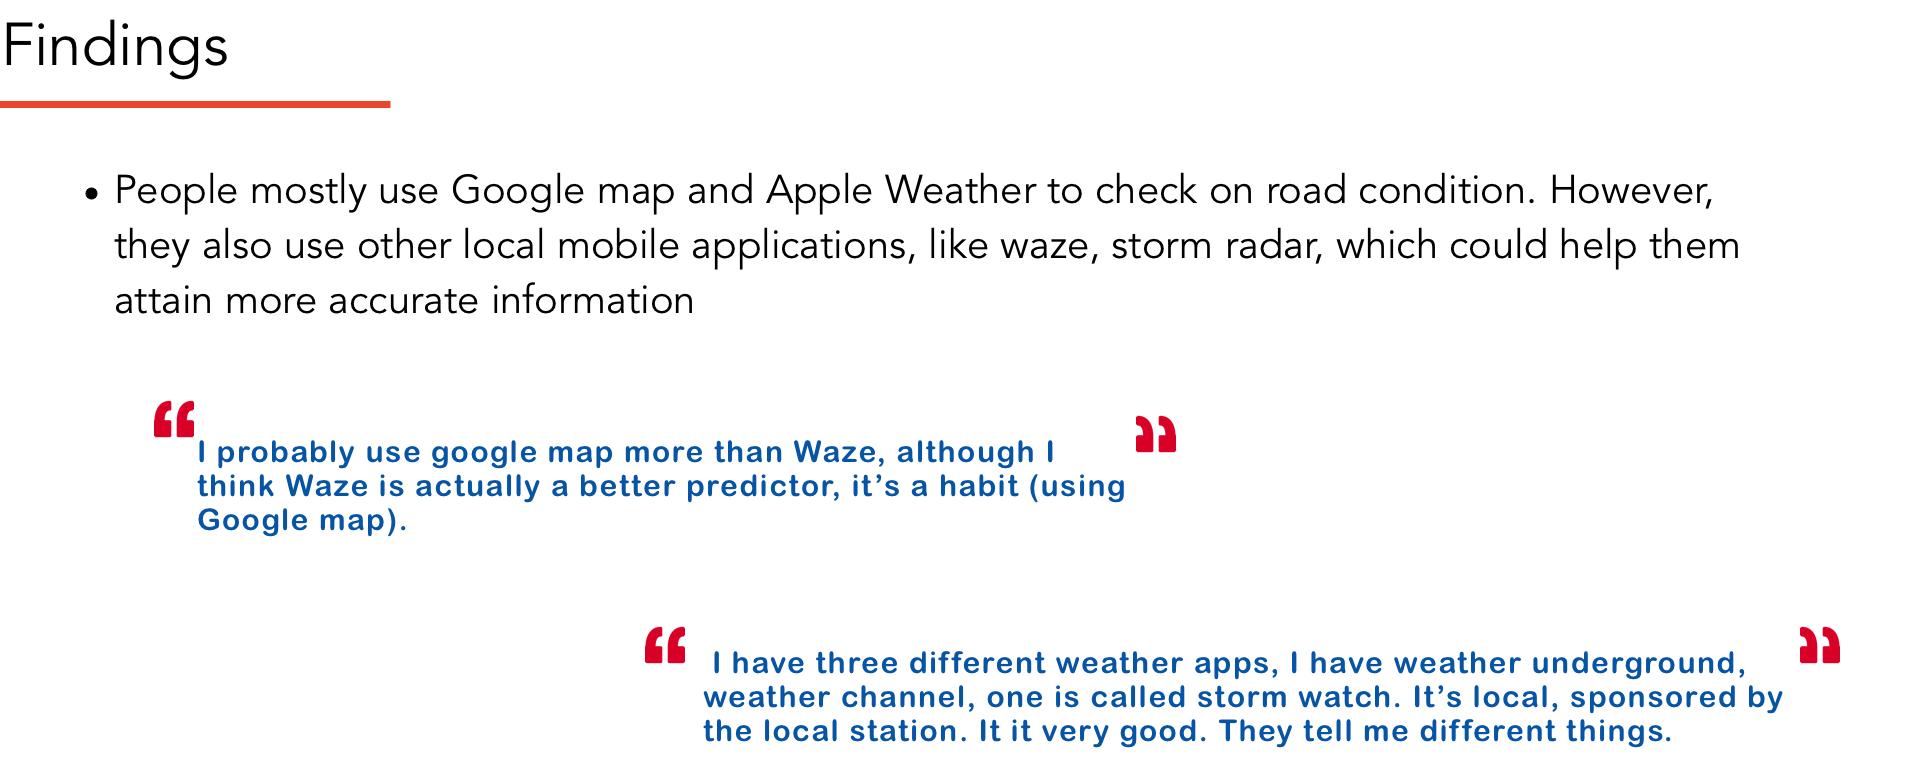 Findings
• People mostly use Google map and Apple Weather to check on road condition. However,
they also use other local mobile applications, like waze, storm radar, which could help them
attain more accurate information
“I probably use google map more than Waze, although I
think Waze is actually a better predictor, it’s a habit (using
Google map).”
“I have three different weather apps, I have weather underground,
weather channel, one is called storm watch. It’s local, sponsored by
the local station. It it very good. They tell me different things.”